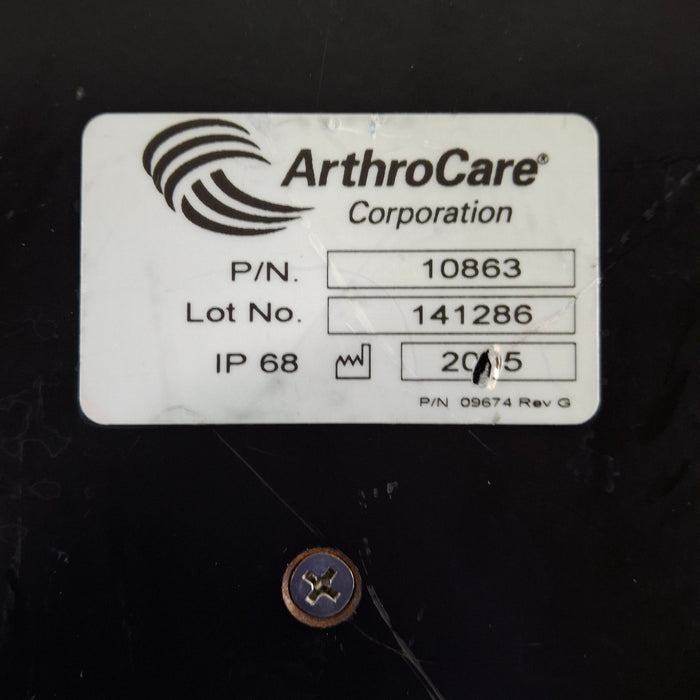 ArthroCare®
Corporation
P/N. 10863
Lot No. 141286
IP 68
P/N 09674 Rev G